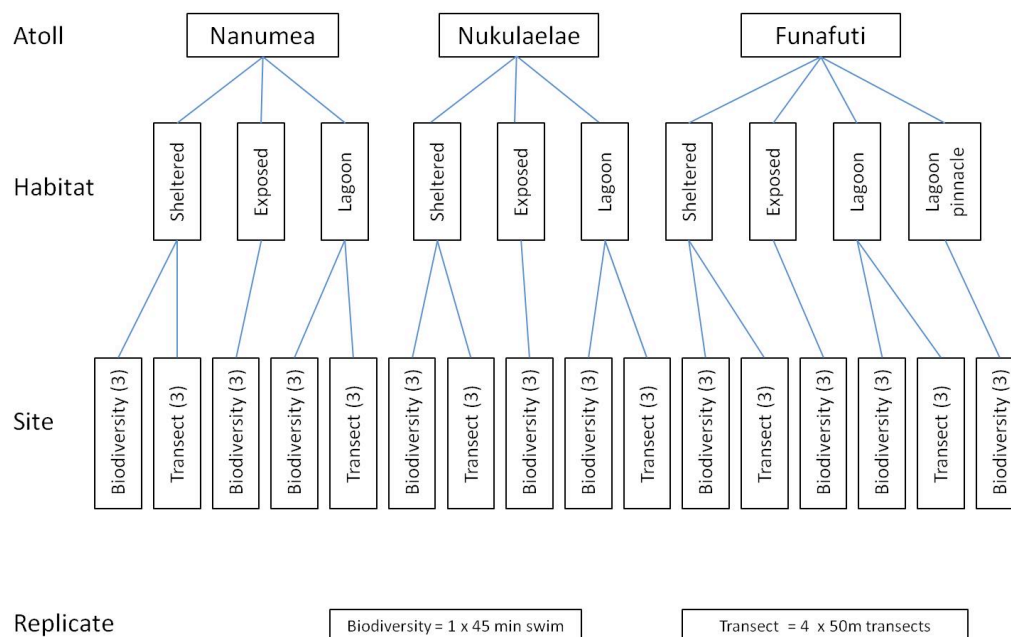 Atoll
Nanumea
Nukulaelae
Funafuti
Habitat
Sheltered
Exposed
Lagoon
Sheltered
Exposed
Lagoon
Sheltered
Exposed
Lagoon
Lagoon
pinnacle
Site
Biodiversity (3)
Transect (3)
Biodiversity (3)
Biodiversity (3)
Transect (3)
Biodiversity (3)
Transect (3)
Biodiversity (3)
Biodiversity (3)
Transect (3)
Biodiversity (3)
Transect (3)
Biodiversity (3)
Biodiversity (3)
Transect (3)
Biodiversity (3)
Replicate
Biodiversity = 1 x 45 min swim
Transect = 4 x 50m transects